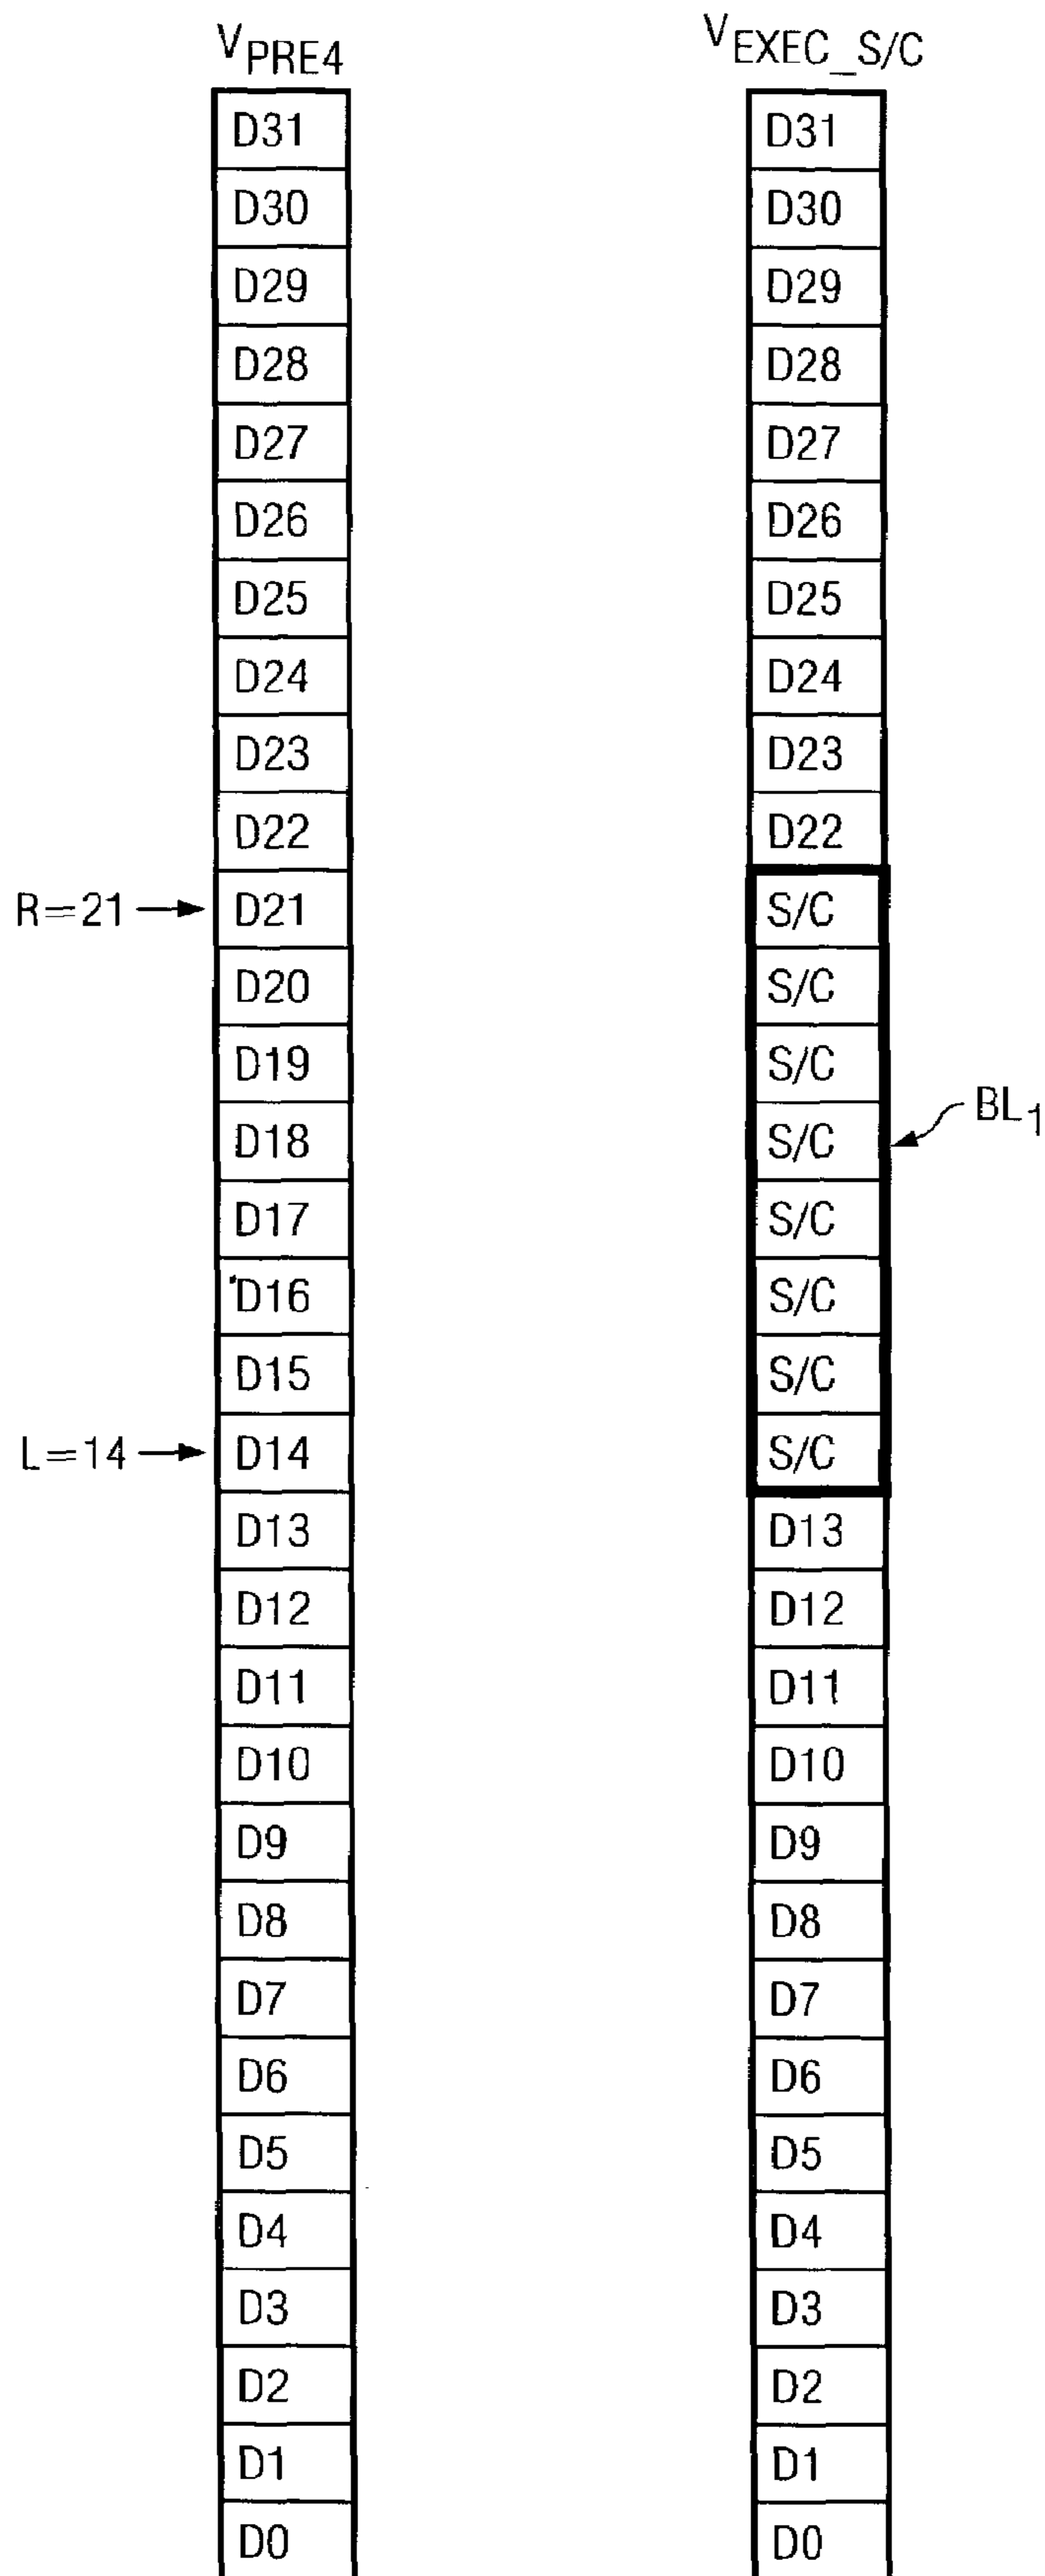 VPRE4 VEXEC_S/C
D31 D31
D30 D30
D29 D29
D28 D28
D27 D27
D26 D26
D25 D25
D24 D24
D23 D23
D22 D22
R=21 D21 S/C
D20 S/C
D19 S/C
D18 S/C BL1
D17 S/C
D16 S/C
D15 S/C
L=14 D14 S/C
D13 D13
D12 D12
D11 D11
D10 D10
D9 D9
D8 D8
D7 D7
D6 D6
D5 D5
D4 D4
D3 D3
D2 D2
D1 D1
D0 D0